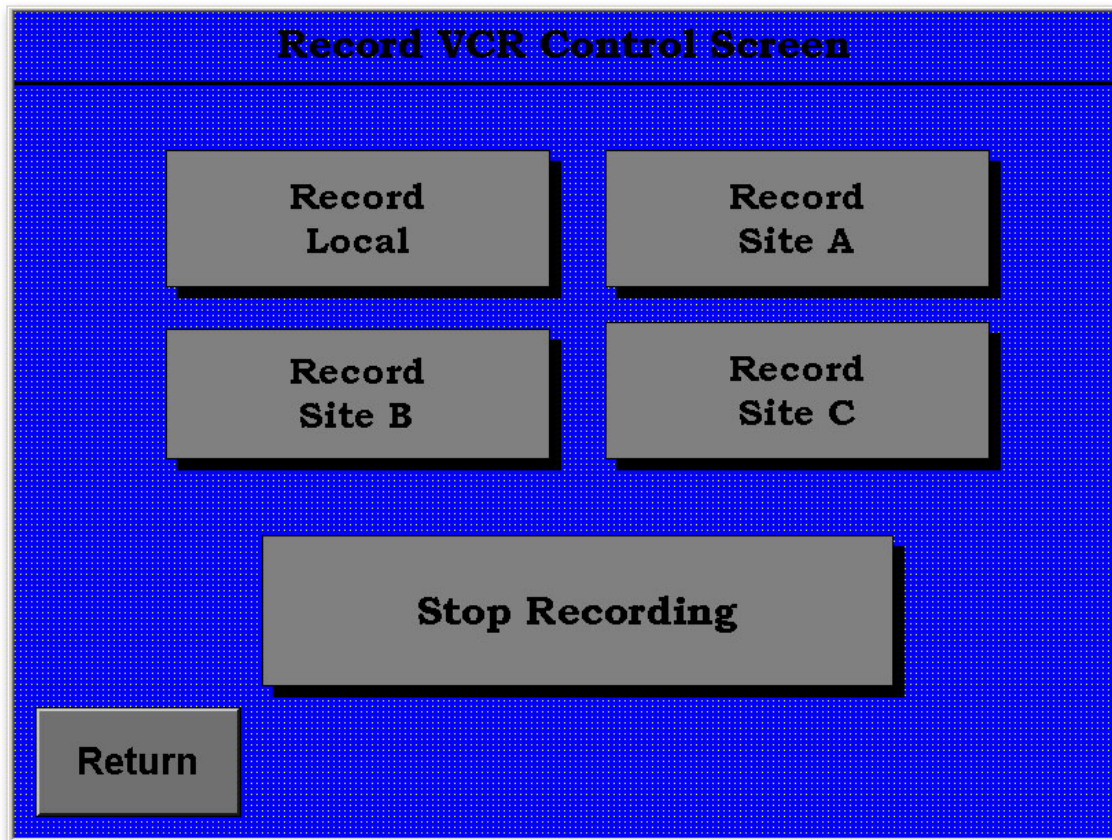 Record VCR Control Screen
Record
Local
Record
Site A
Record
Site B
Record
Site C
Stop Recording
Return